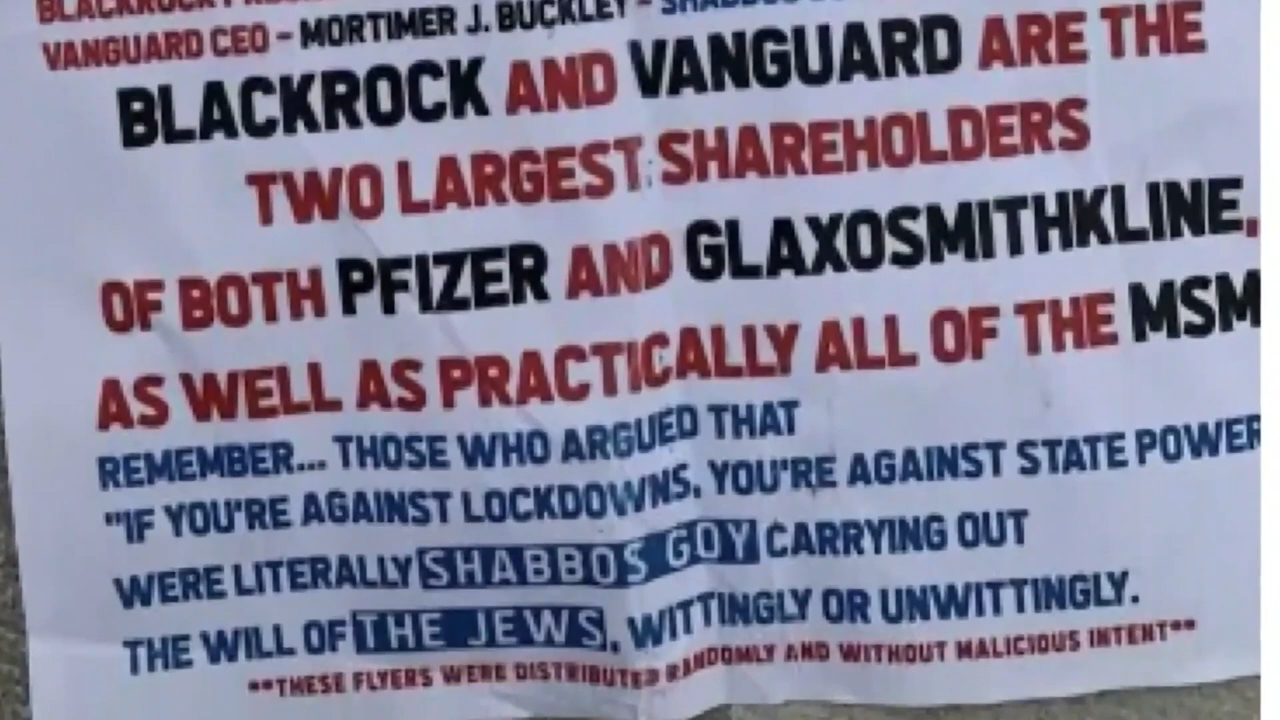 VANGUARD CEO - MORTIMER J. BUCKLEY -
BLACKROCK AND VANGUARD ARE THE
TWO LARGEST SHAREHOLDERS
OF BOTH PFIZER AND GLAXOSMITHKLINE,
AS WELL AS PRACTICALLY ALL OF THE MSM
REMEMBER... THOSE WHO ARGUED THAT
"IF YOU'RE AGAINST LOCKDOWNS, YOU'RE AGAINST STATE POWER
WERE LITERALLY SHABBOS GOY CARRYING OUT
THE WILL OF THE JEWS, WITTINGLY OR UNWITTINGLY.
**THESE FLYERS WERE DISTRIBUTED RANDOMLY AND WITHOUT MALICIOUS INTENT**